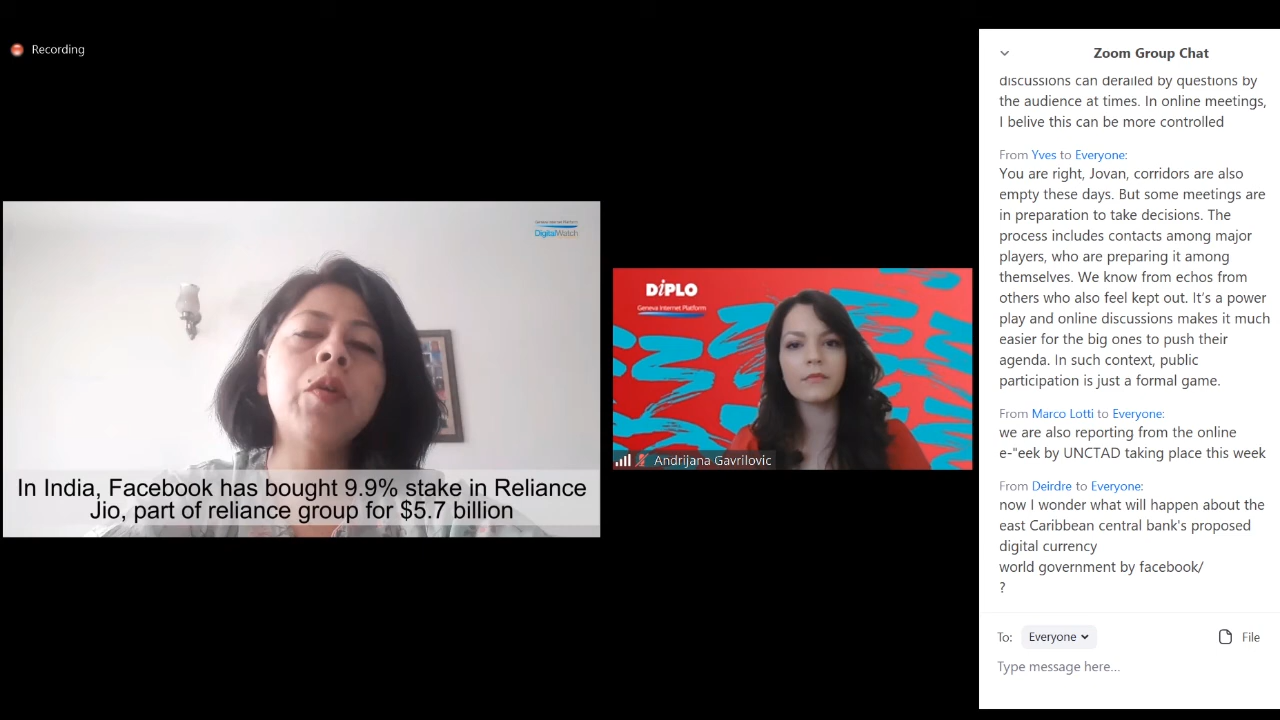 Recording
Geneva Internet Platform
DigitalWatch
In India, Facebook has bought 9.9% stake in Reliance
Jio, part of reliance group for $5.7 billion
DiPLO
Geneva Internet Platform
Andrijana Gavrilovic
Zoom Group Chat
discussions can derailed by questions by
the audience at times. In online meetings,
I belive this can be more controlled
From Yves to Everyone:
You are right, Jovan, corridors are also
empty these days. But some meetings are
in preparation to take decisions. The
process includes contacts among major
players, who are preparing it among
themselves. We know from echos from
others who also feel kept out. It's a power
play and online discussions makes it much
easier for the big ones to push their
agenda. In such context, public
participation is just a formal game.
From Marco Lotti to Everyone:
we are also reporting from the online
e-"eek by UNCTAD taking place this week
From Deirdre to Everyone:
now I wonder what will happen about the
east Caribbean central bank's proposed
digital currency
world government by facebook/
?
To: Everyone File
Type message here...